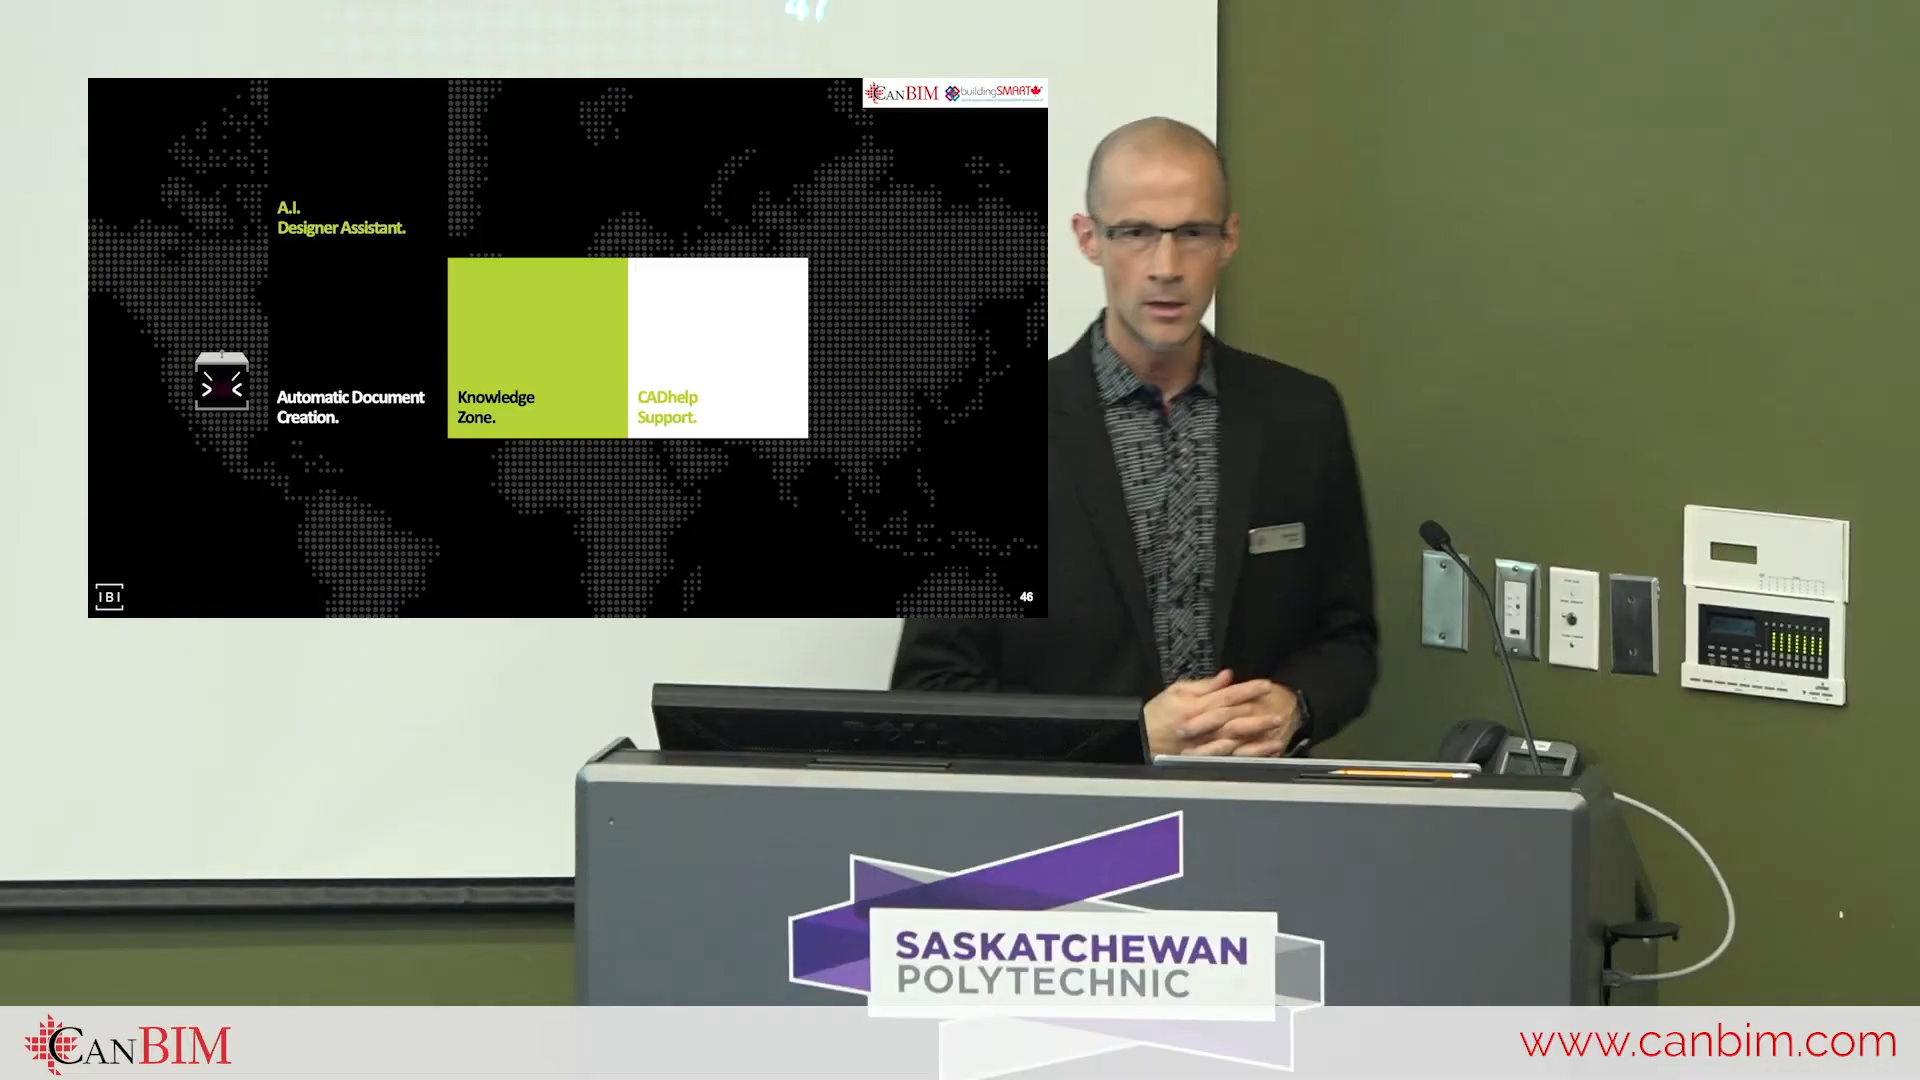 47
CanBIM
buildingSMART
A.I.
Designer Assistant.
Automatic Document
Creation.
Knowledge
Zone.
CADhelp
Support.
IBI
46
SASKATCHEWAN
POLYTECHNIC
CANBIM
www.canbim.com